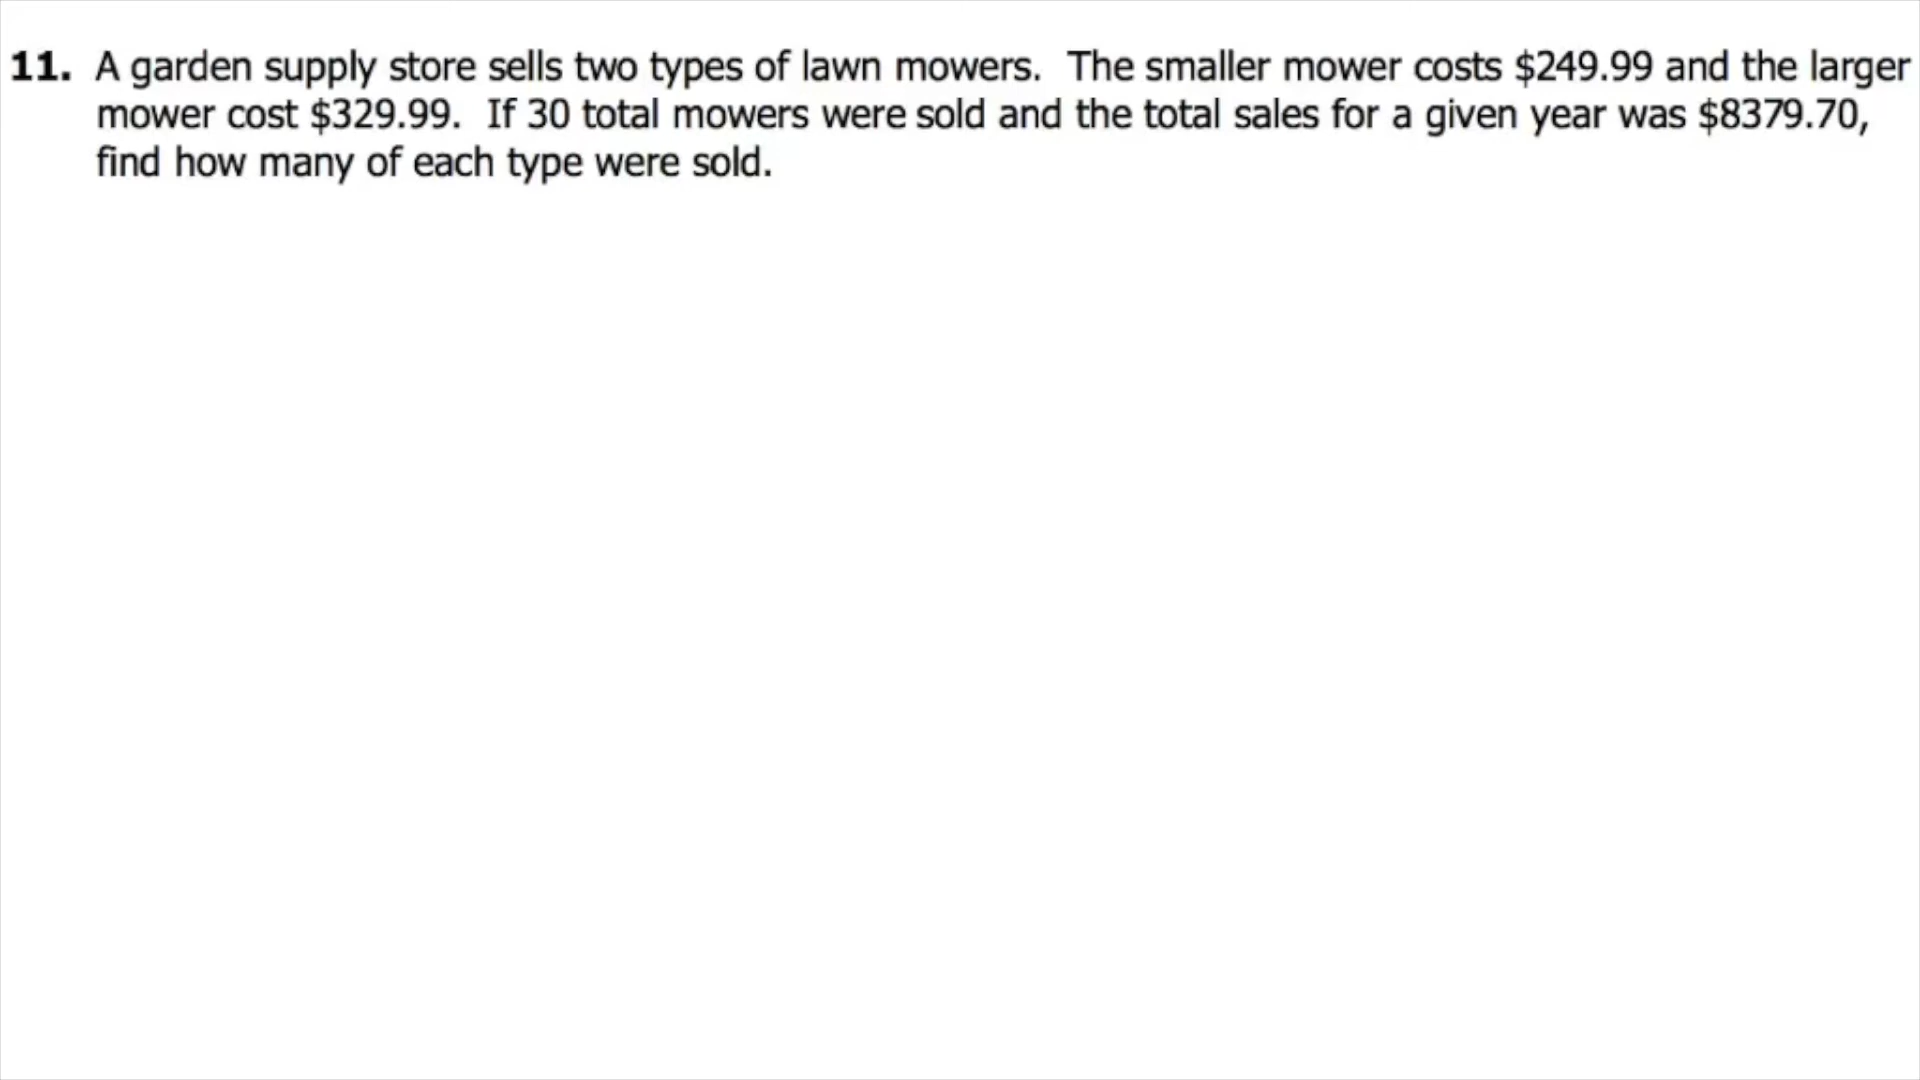 11. A garden supply store sells two types of lawn mowers. The smaller mower costs $249.99 and the larger
mower cost $329.99. If 30 total mowers were sold and the total sales for a given year was $8379.70,
find how many of each type were sold.